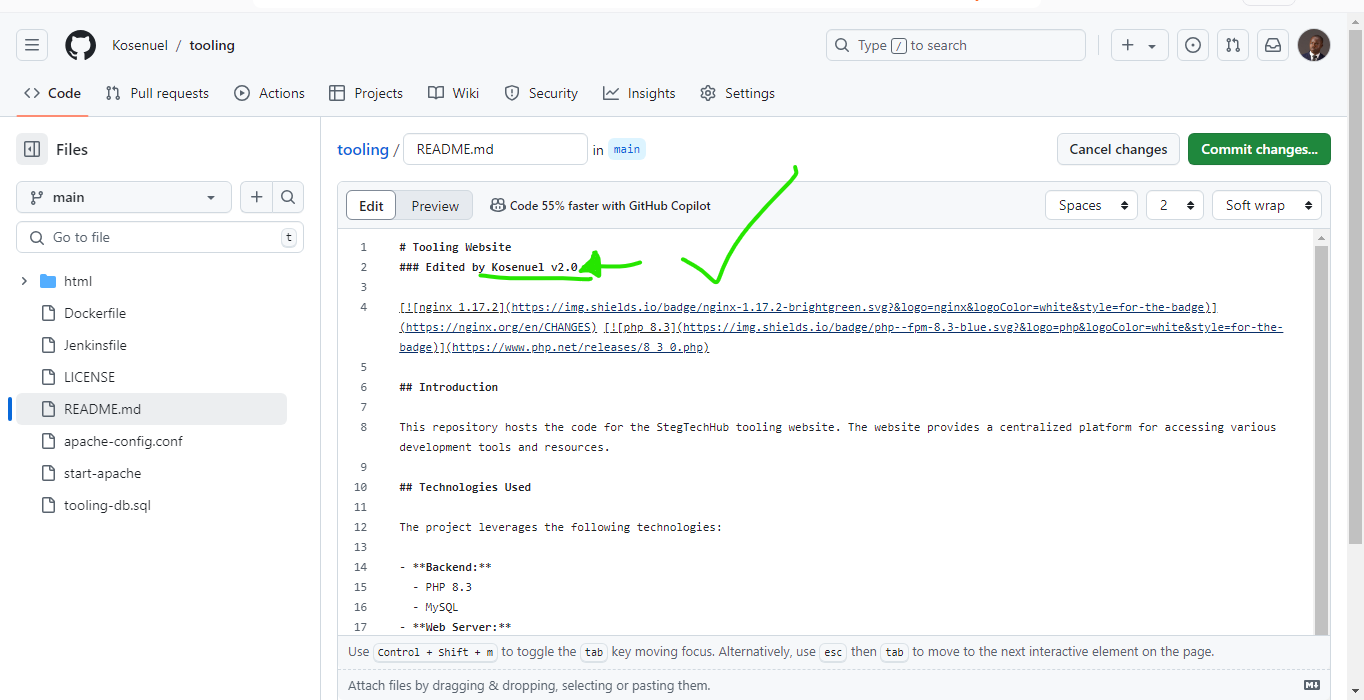 Kosenuel / tooling
Type / to search
Code
Pull requests
Actions
Projects
Wiki
Security
Insights
Settings
Files
main
Go to file
t
html
Dockerfile
Jenkinsfile
LICENSE
README.md
apache-config.conf
start-apache
tooling-db.sql
tooling / README.md in main
Cancel changes
Commit changes...
Edit
Preview
Code 55% faster with GitHub Copilot
Spaces
2
Soft wrap
1 # Tooling Website
2 ### Edited by Kosenuel v2.0
3
4 [![nginx 1.17.2](https://img.shields.io/badge/nginx-1.17.2-brightgreen.svg?&logo=nginx&logoColor=white&style=for-the-badge)]
(https://nginx.org/en/CHANGES) [![php 8.3](https://img.shields.io/badge/php--fpm-8.3-blue.svg?&logo=php&logoColor=white&style=for-the-
badge)](https://www.php.net/releases/8_3_0.php)
5
6 ## Introduction
7
8 This repository hosts the code for the StegTechHub tooling website. The website provides a centralized platform for accessing various
development tools and resources.
9
10 ## Technologies Used
11
12 The project leverages the following technologies:
13
14 - **Backend:**
15 - PHP 8.3
16 - MySQL
17 - **Web Server:**
Use Control + Shift + m to toggle the tab key moving focus. Alternatively, use esc then tab to move to the next interactive element on the page.
Attach files by dragging & dropping, selecting or pasting them.